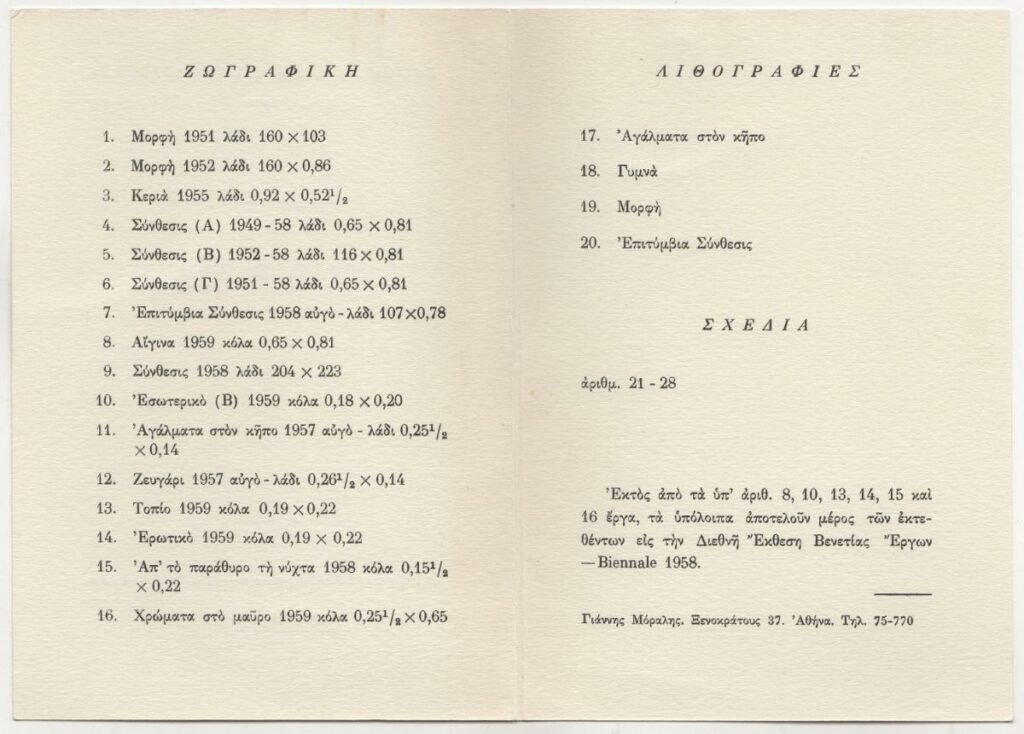 ΖΩΓΡΑΦΙΚΗ
1. Μορφὴ 1951 λάδι 160 × 103
2. Μορφὴ 1952 λάδι 160 × 0,86
3. Κεριὰ 1955 λάδι 0,92 × 0,52¹/₂
4. Σύνθεσις (Α) 1949 - 58 λάδι 0,65 × 0,81
5. Σύνθεσις (Β) 1952 - 58 λάδι 116 × 0,81
6. Σύνθεσις (Γ) 1951 - 58 λάδι 0,65 × 0,81
7. Ἐπιτύμβια Σύνθεσις 1958 αὐγὸ - λάδι 107 × 0,78
8. Αἴγινα 1959 κόλα 0,65 × 0,81
9. Σύνθεσις 1958 λάδι 204 × 223
10. Ἐσωτερικὸ (Β) 1959 κόλα 0,18 × 0,20
11. Ἀγάλματα στὸν κῆπο 1957 αὐγὸ - λάδι 0,25¹/₂
× 0,14
12. Ζευγάρι 1957 αὐγὸ - λάδι 0,26¹/₂ × 0,14
13. Τοπίο 1959 κόλα 0,19 × 0,22
14. Ἐρωτικὸ 1959 κόλα 0,19 × 0,22
15. Ἀπ' τὸ παράθυρο τὴ νύχτα 1958 κόλα 0,15¹/₂
× 0,22
16. Χρώματα στὸ μαῦρο 1959 κόλα 0,25¹/₂ × 0,65
ΛΙΘΟΓΡΑΦΙΕΣ
17. Ἀγάλματα στὸν κῆπο
18. Γυμνὰ
19. Μορφὴ
20. Ἐπιτύμβια Σύνθεσις
ΣΧΕΔΙΑ
ἀριθμ. 21 - 28
Ἐκτὸς ἀπὸ τὰ ὑπ' ἀριθ. 8, 10, 13, 14, 15 καὶ
16 ἔργα, τὰ ὑπόλοιπα ἀποτελοῦν μέρος τῶν ἐκτε-
θέντων εἰς τὴν Διεθνῆ Ἔκθεση Βενετίας Ἔργων
— Biennale 1958.
Γιάννης Μόραλης. Ξενοκράτους 37. Ἀθήνα. Τηλ. 75-770